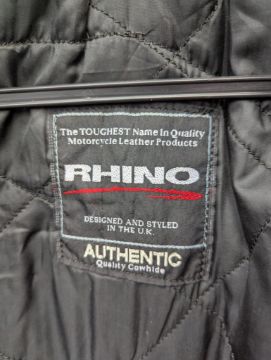 The TOUGHEST Name In Quality
Motorcycle Leather Products
RHINO
DESIGNED AND STYLED
IN THE U.K.
AUTHENTIC
Quality Cowhide